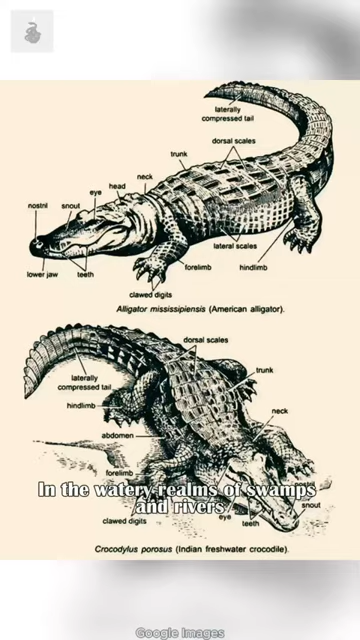 laterally
compressed tail
dorsal scales
trunk
neck
head
eye
snout
nostril
lower jaw
teeth
lateral scales
forelimb
hindlimb
clawed digits
Alligator mississipiensis (American alligator).
dorsal scales
trunk
laterally
compressed tail
hindlimb
neck
abdomen
forelimb
nostril
In the watery realms of swamps
and rivers
snout
clawed digits
eye
teeth
Crocodylus porosus (Indian freshwater crocodile).
Google Images